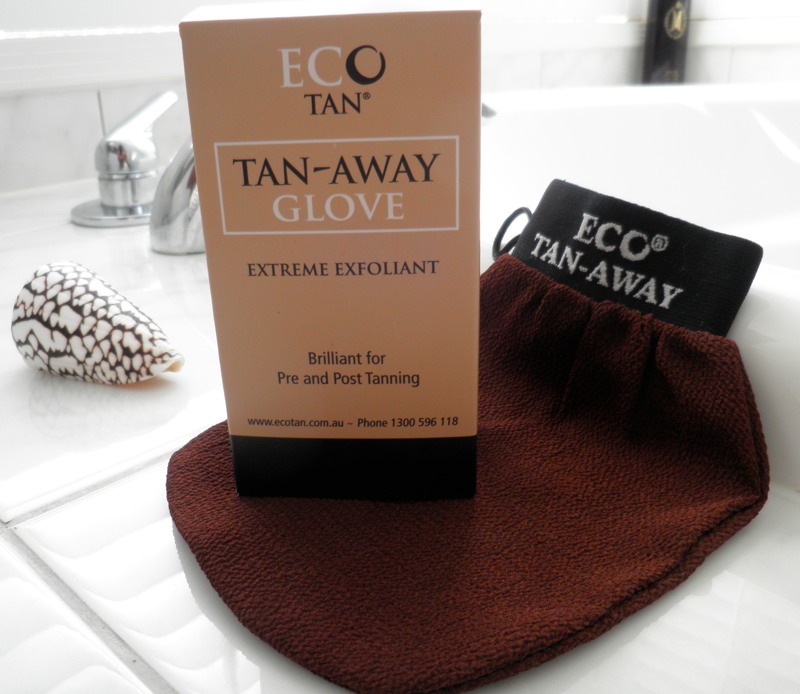 ECO
TAN®
TAN-AWAY
GLOVE
EXTREME EXFOLIANT
Brilliant for
Pre and Post Tanning
www.ecotan.com.au ~ Phone 1300 596 118
ECO®
TAN-AWAY